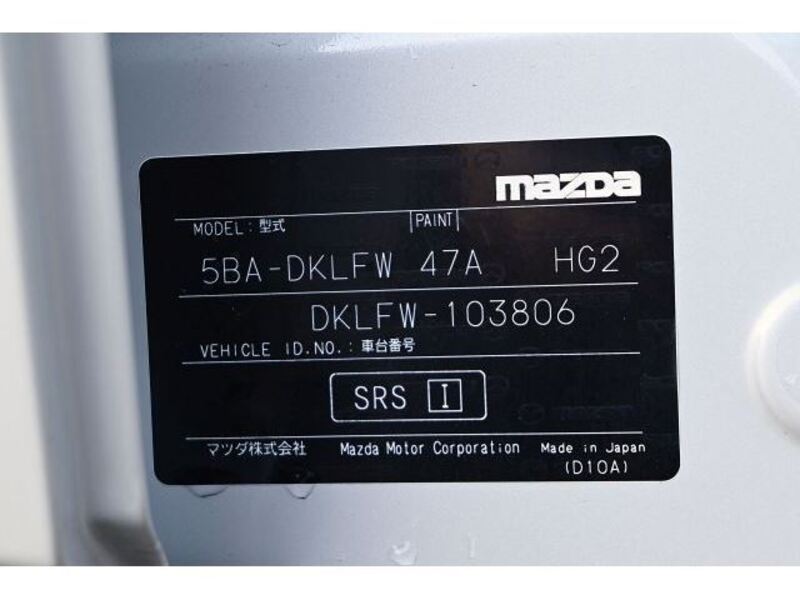 mazda
MODEL: 型式 PAINT
5BA-DKLFW 47A HG2
DKLFW-103806
VEHICLE ID.NO.: 車台番号
SRS I
マツダ株式会社 Mazda Motor Corporation Made in Japan
(D10A)